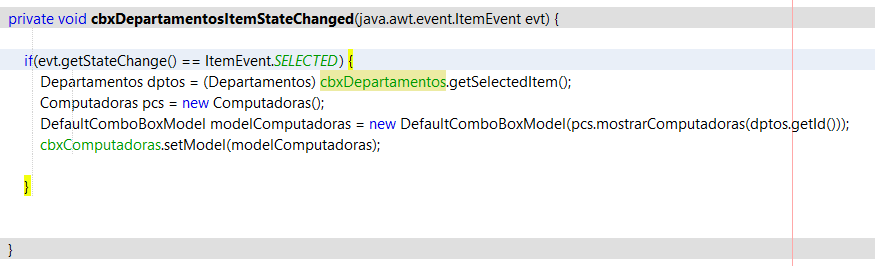 private void cbxDepartamentosItemStateChanged(java.awt.event.ItemEvent evt) {
if(evt.getStateChange() == ItemEvent.SELECTED) {
Departamentos dptos = (Departamentos) cbxDepartamentos.getSelectedItem();
Computadoras pcs = new Computadoras();
DefaultComboBoxModel modelComputadoras = new DefaultComboBoxModel(pcs.mostrarComputadoras(dptos.getId()));
cbxComputadoras.setModel(modelComputadoras);
}
}